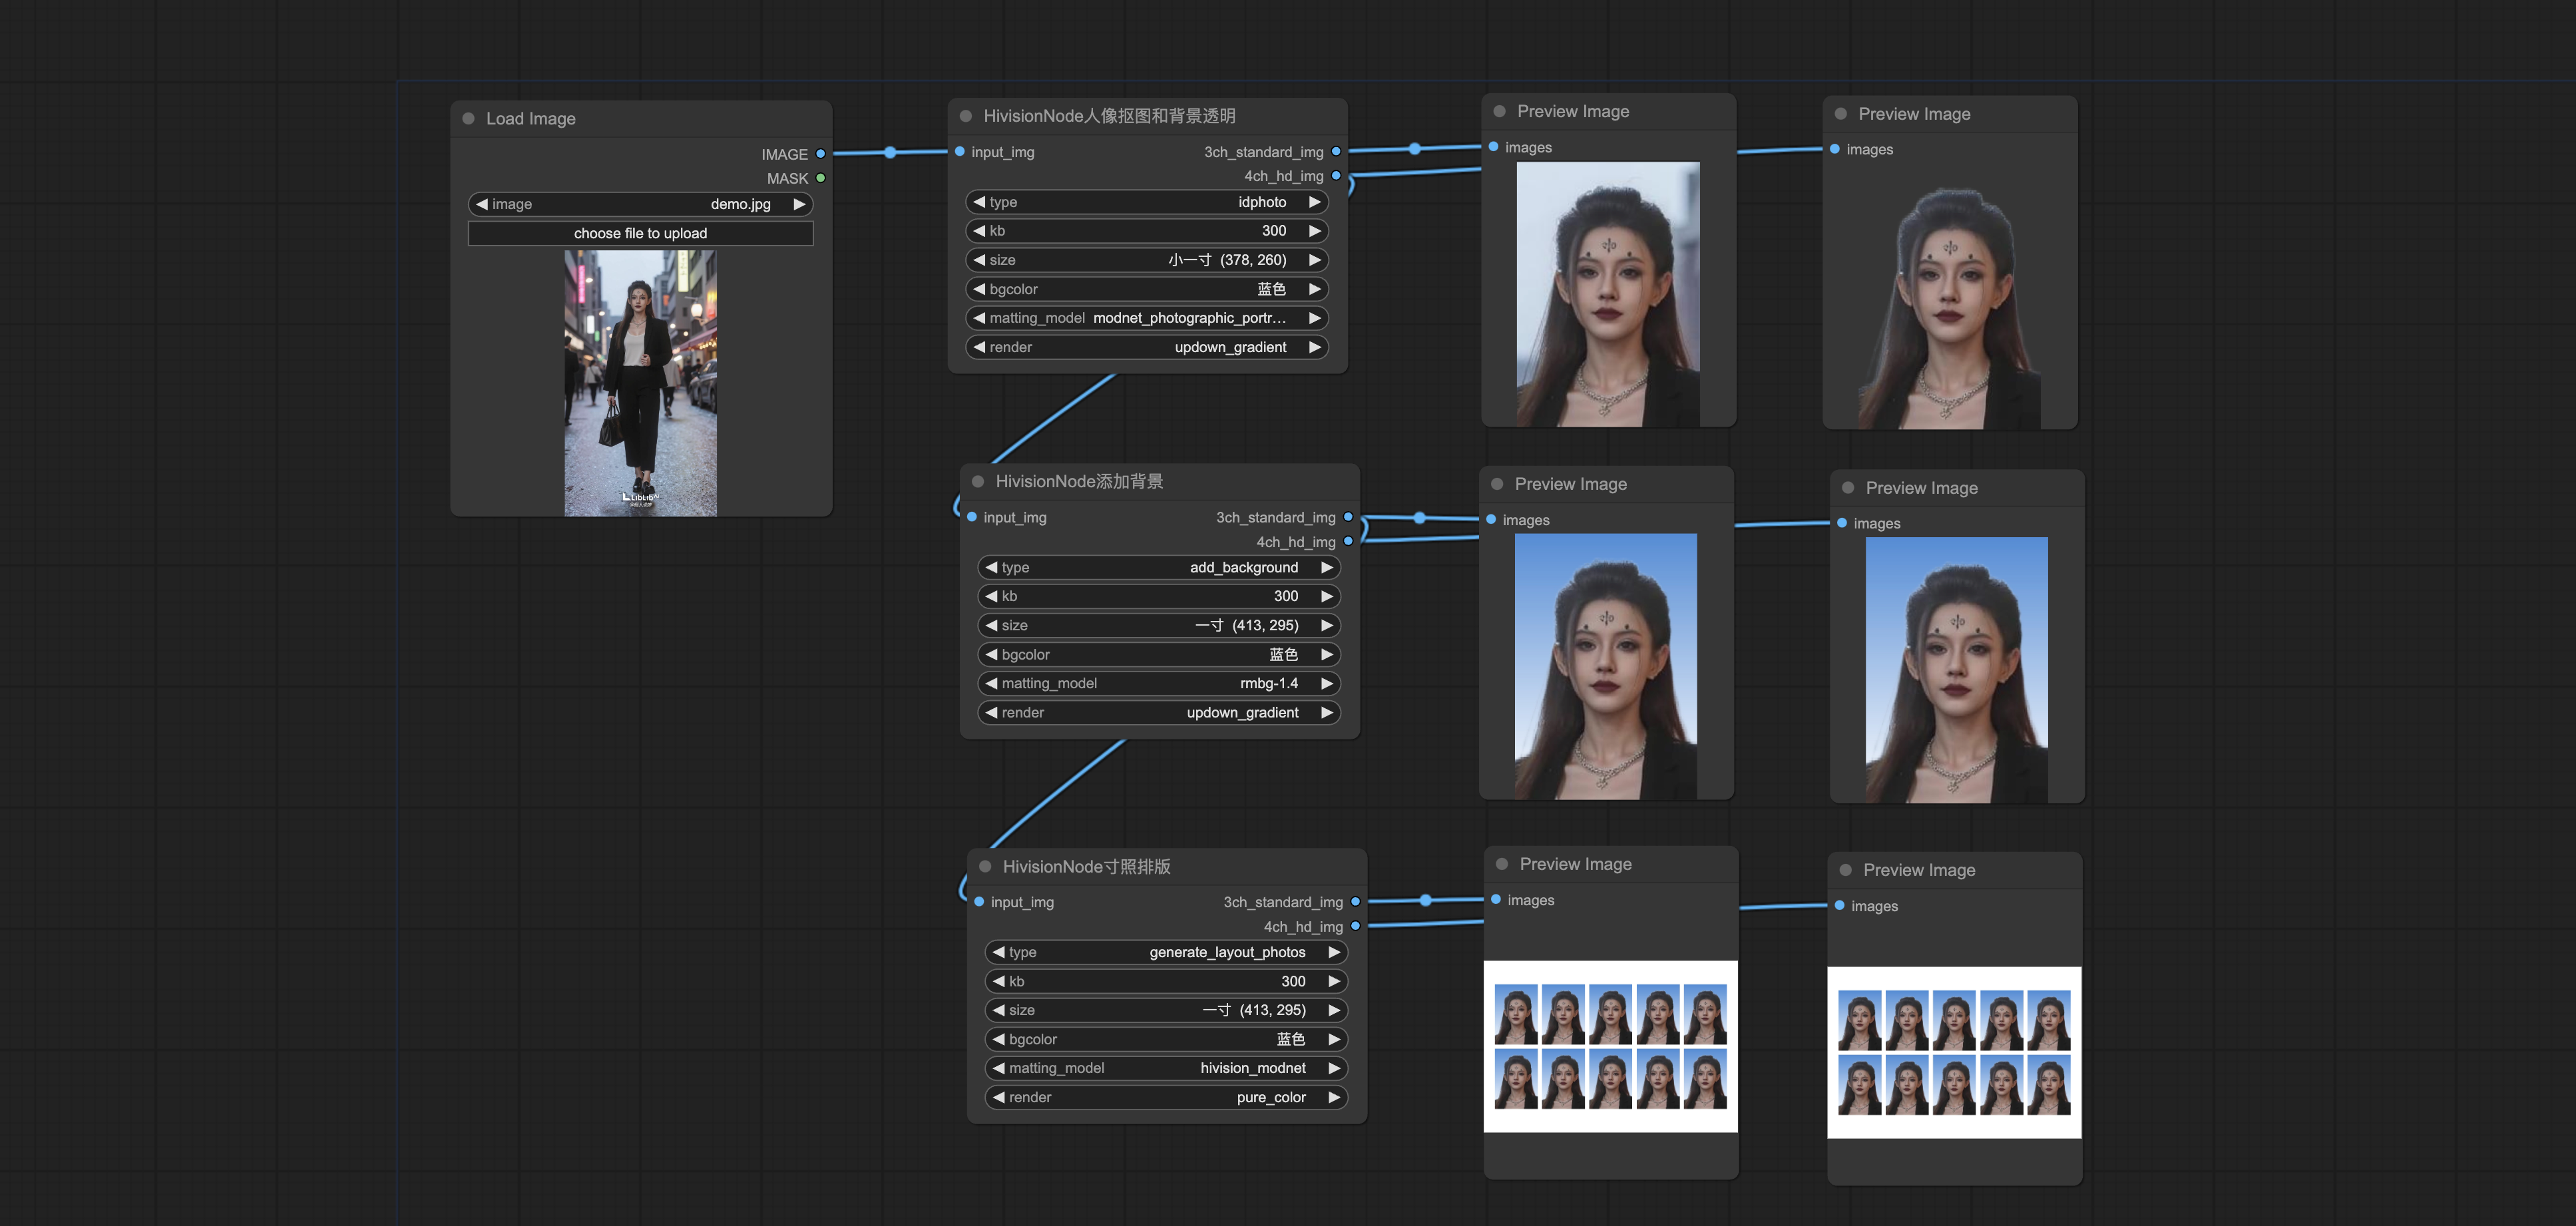 Load Image
IMAGE
MASK
image demo.jpg
choose file to upload
LibLib
HivisionNode人像抠图和背景透明
input_img 3ch_standard_img
4ch_hd_img
type idphoto
kb 300
size 小一寸 (378, 260)
bgcolor 蓝色
matting_model modnet_photographic_portr...
render updown_gradient
Preview Image
images
Preview Image
images
HivisionNode添加背景
input_img 3ch_standard_img
4ch_hd_img
type add_background
kb 300
size 一寸 (413, 295)
bgcolor 蓝色
matting_model rmbg-1.4
render updown_gradient
Preview Image
images
Preview Image
images
HivisionNode寸照排版
input_img 3ch_standard_img
4ch_hd_img
type generate_layout_photos
kb 300
size 一寸 (413, 295)
bgcolor 蓝色
matting_model hivision_modnet
render pure_color
Preview Image
images
Preview Image
images